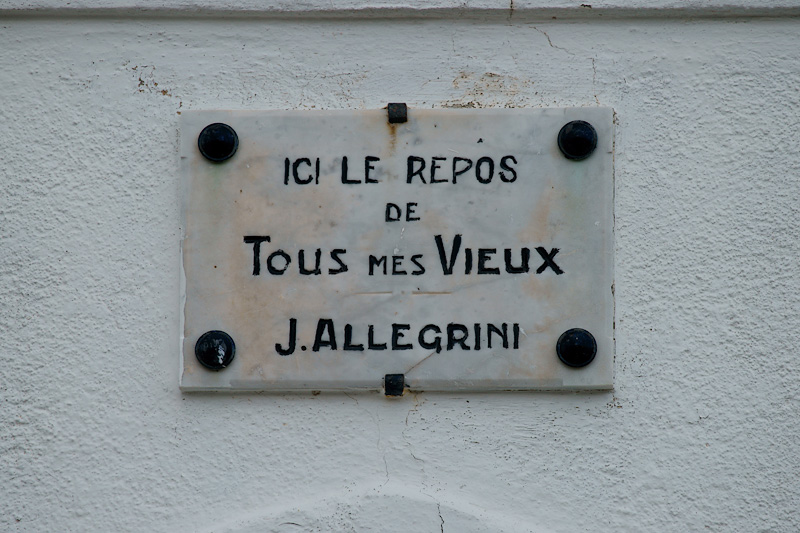 ICI LE REPOS
DE
TOUS MES VIEUX
J. ALLEGRINI